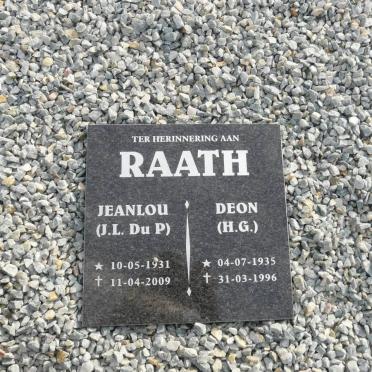 TER HERINNERING AAN
RAATH
JEANLOU
(J.L. Du P)
★ 10-05-1931
✝ 11-04-2009
DEON
(H.G.)
★ 04-07-1935
✝ 31-03-1996